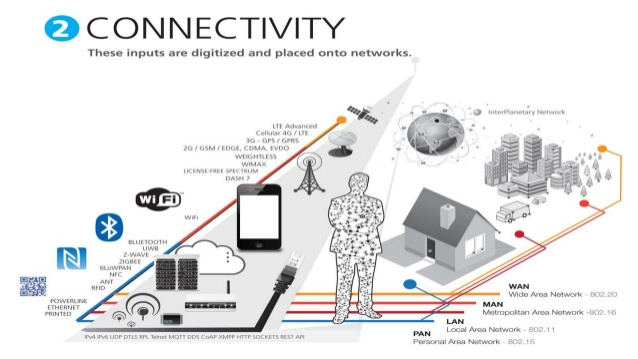 2 CONNECTIVITY
These inputs are digitized and placed onto networks.
InterPlanetary Network
LTE Advanced
Cellular 4G / LTE
3G - GPS / GPRS
2G / GSM / EDGE, CDMA, EVDO
WEIGHTLESS
WIMAX
LICENSE-FREE SPECTRUM
DASH 7
Wi Fi
WiFi
BLUETOOTH
UWB
Z-WAVE
ZIGBEE
6LoWPAN
NFC
ANT
RFID
POWERLINE
ETHERNET
PRINTED
IPv4 IPv6 UDP DTLS RPL Telnet MQTT DDS CoAP XMPP HTTP SOCKETS REST API
WAN
Wide Area Network - 802.20
MAN
Metropolitan Area Network -802.16
LAN
Local Area Network - 802.11
PAN
Personal Area Network - 802.15